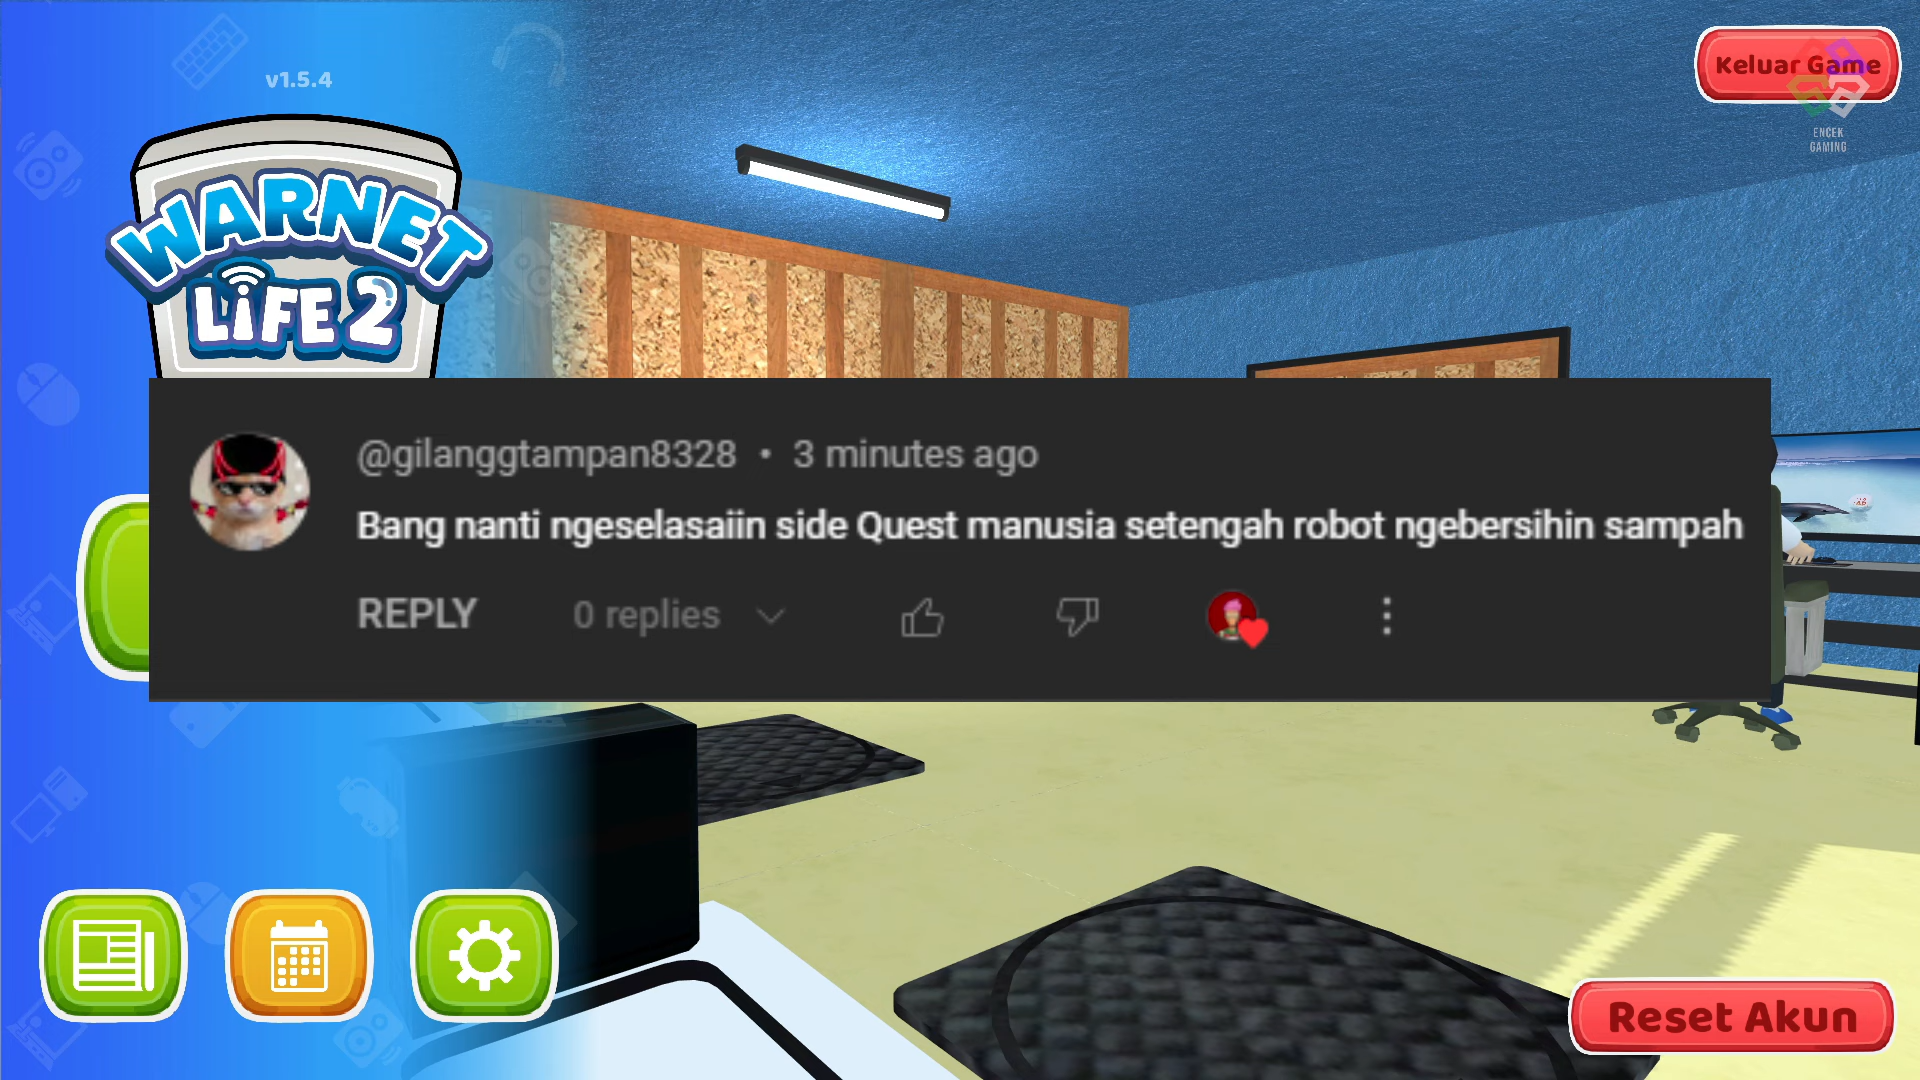 v1.5.4
Keluar Game
ENCEK
GAMING
WARNET
LiFE 2
@gilanggtampan8328 • 3 minutes ago
Bang nanti ngeselasaiin side Quest manusia setengah robot ngebersihin sampah
REPLY 0 replies
Reset Akun